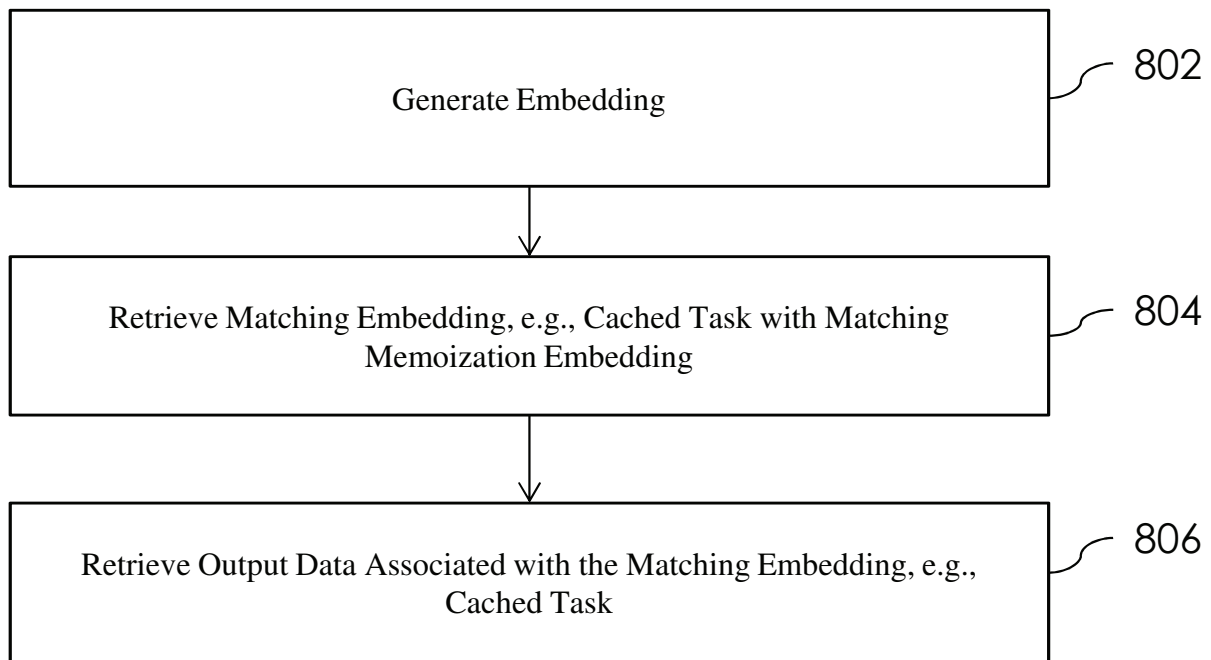 Generate Embedding
802
Retrieve Matching Embedding, e.g., Cached Task with Matching
Memoization Embedding
804
Retrieve Output Data Associated with the Matching Embedding, e.g.,
Cached Task
806